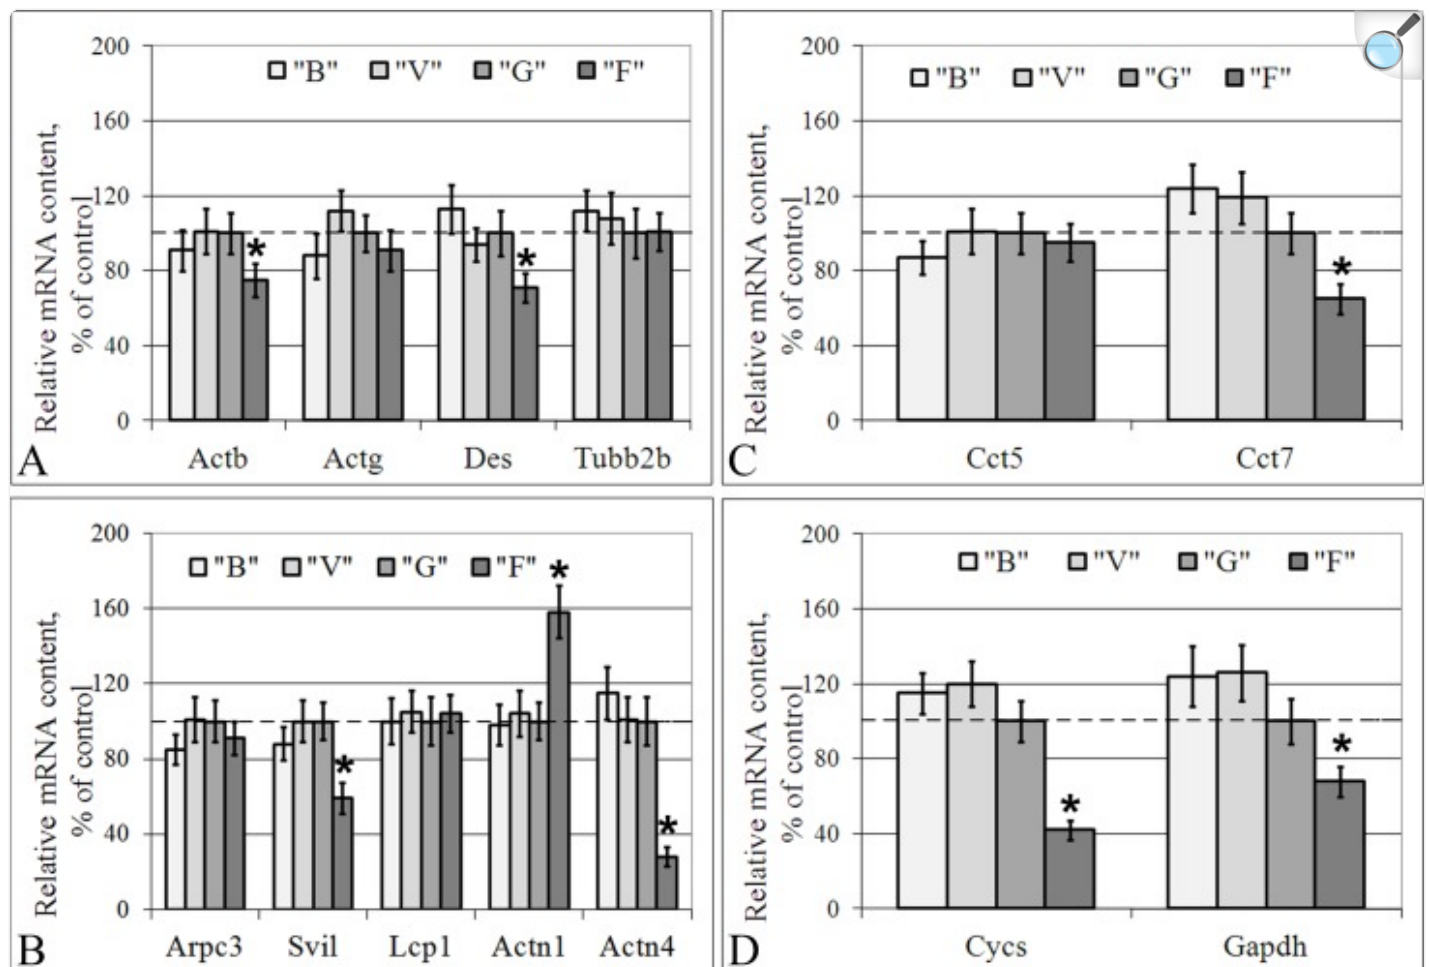 200
160
120
80
40
0
Relative mRNA content,
% of control
"B" "V" "G" "F"
*
*
Actb Actg Des Tubb2b
A
200
160
120
80
40
0
Relative mRNA content,
% of control
"B" "V" "G" "F"
*
Cct5 Cct7
C
200
160
120
80
40
0
Relative mRNA content,
% of control
"B" "V" "G" "F"
*
*
*
Arpc3 Svil Lcp1 Actn1 Actn4
B
200
160
120
80
40
0
Relative mRNA content,
% of control
"B" "V" "G" "F"
*
*
Cycs Gapdh
D